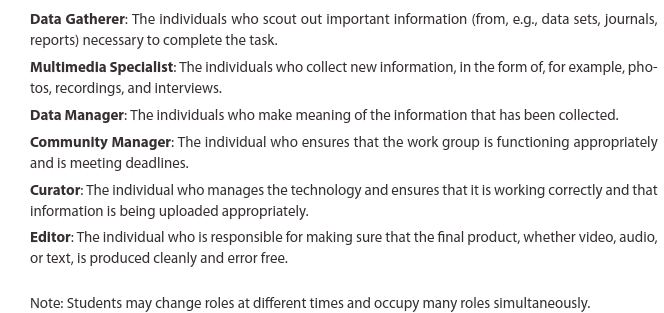 Data Gatherer: The individuals who scout out important information (from, e.g., data sets, journals,
reports) necessary to complete the task.
Multimedia Specialist: The individuals who collect new information, in the form of, for example, pho-
tos, recordings, and interviews.
Data Manager: The individuals who make meaning of the information that has been collected.
Community Manager: The individual who ensures that the work group is functioning appropriately
and is meeting deadlines.
Curator: The individual who manages the technology and ensures that it is working correctly and that
information is being uploaded appropriately.
Editor: The individual who is responsible for making sure that the final product, whether video, audio,
or text, is produced cleanly and error free.
Note: Students may change roles at different times and occupy many roles simultaneously.